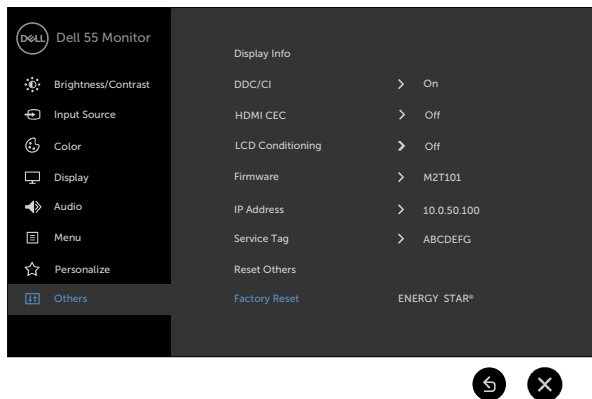 DELL Dell 55 Monitor
Display Info
Brightness/Contrast DDC/CI On
Input Source HDMI CEC Off
Color LCD Conditioning Off
Display Firmware M2T101
Audio IP Address 10.0.50.100
Menu Service Tag ABCDEFG
Personalize Reset Others
Others Factory Reset ENERGY STAR®